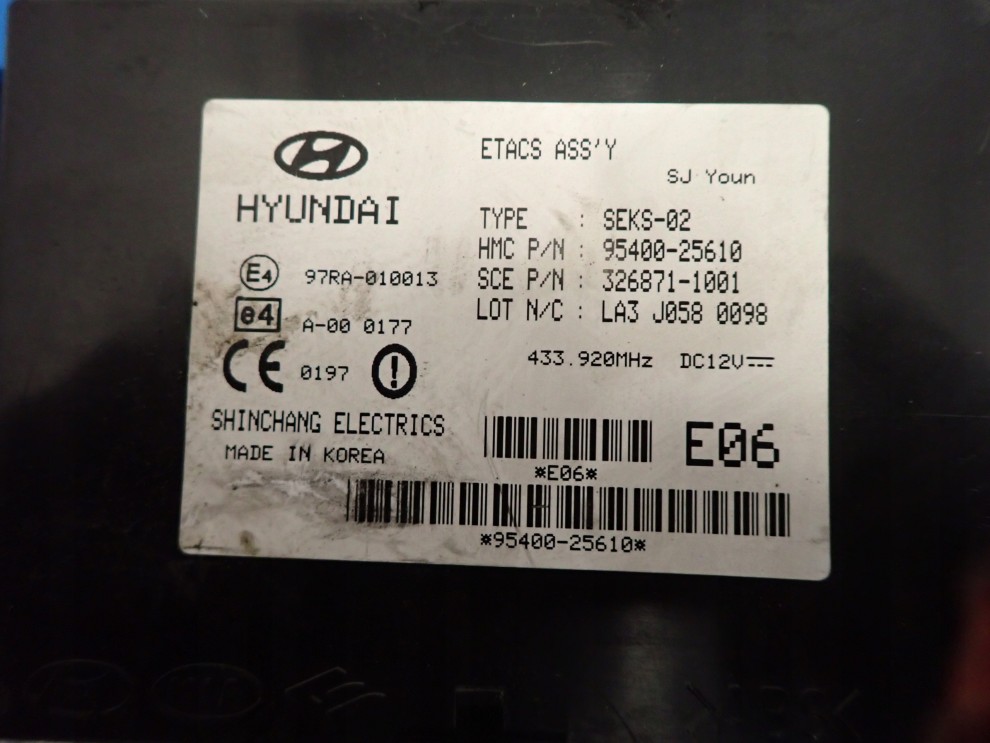 ETACS ASS'Y
SJ Youn
HYUNDAI
TYPE : SEKS-02
HMC P/N : 95400-25610
SCE P/N : 326871-1001
LOT N/C : LA3 J058 0098
E4 97RA-010013
e4 A-00 0177
CE 0197
433.920MHz DC12V
SHINCHANG ELECTRICS
MADE IN KOREA
E06
*E06*
*95400-25610*